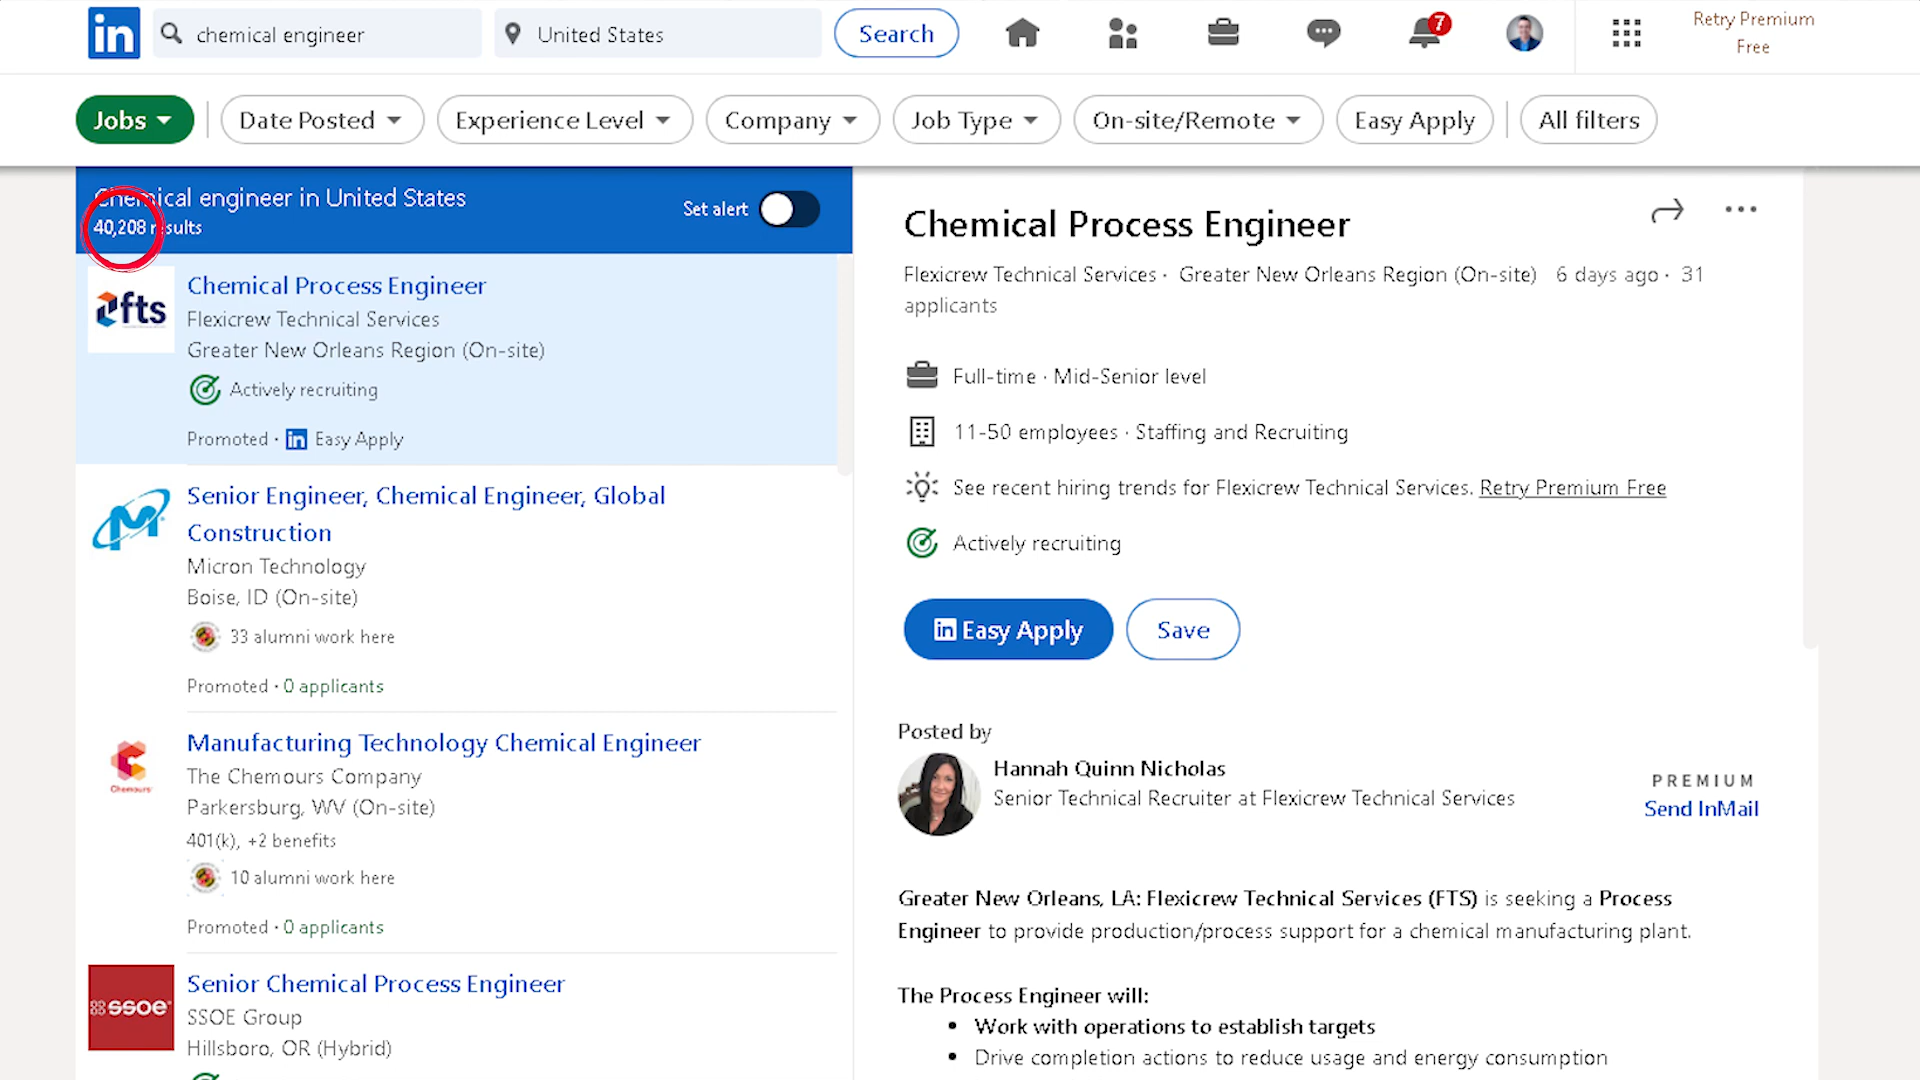 in
chemical engineer
United States
Search
7
Retry Premium
Free
Jobs
Date Posted
Experience Level
Company
Job Type
On-site/Remote
Easy Apply
All filters
Chemical engineer in United States
40,208 results
Set alert
fts
Chemical Process Engineer
Flexicrew Technical Services
Greater New Orleans Region (On-site)
Actively recruiting
Promoted · in Easy Apply
Senior Engineer, Chemical Engineer, Global
Construction
Micron Technology
Boise, ID (On-site)
33 alumni work here
Promoted · 0 applicants
Chemours
Manufacturing Technology Chemical Engineer
The Chemours Company
Parkersburg, WV (On-site)
401(k), +2 benefits
10 alumni work here
Promoted · 0 applicants
ssoe
Senior Chemical Process Engineer
SSOE Group
Hillsboro, OR (Hybrid)
Chemical Process Engineer
Flexicrew Technical Services · Greater New Orleans Region (On-site) 6 days ago · 31
applicants
Full-time · Mid-Senior level
11-50 employees · Staffing and Recruiting
See recent hiring trends for Flexicrew Technical Services. Retry Premium Free
Actively recruiting
in Easy Apply
Save
Posted by
Hannah Quinn Nicholas
Senior Technical Recruiter at Flexicrew Technical Services
PREMIUM
Send InMail
Greater New Orleans, LA: Flexicrew Technical Services (FTS) is seeking a Process
Engineer to provide production/process support for a chemical manufacturing plant.
The Process Engineer will:
• Work with operations to establish targets
• Drive completion actions to reduce usage and energy consumption